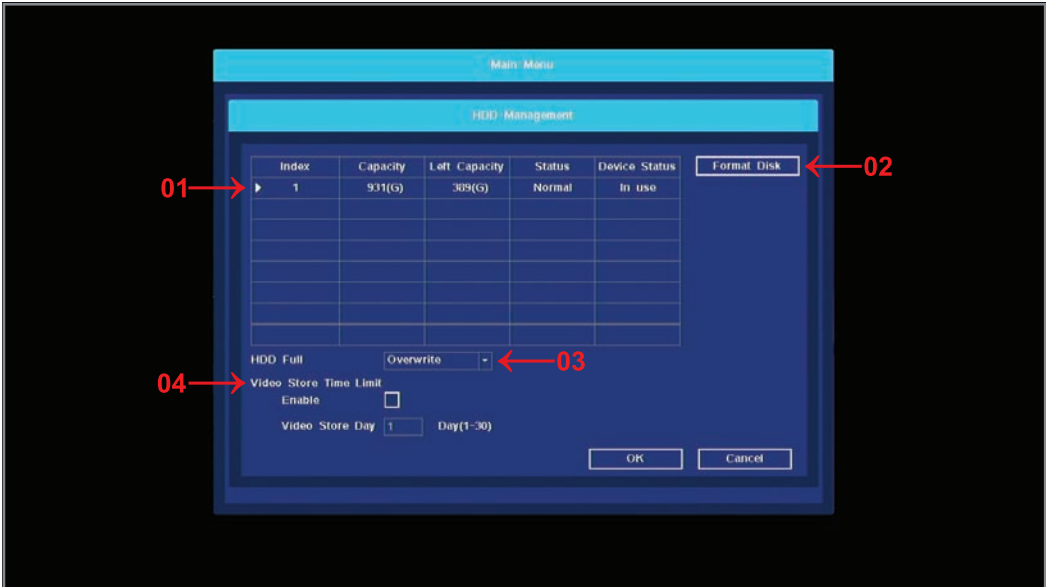 Main Menu
HDD Management
Index Capacity Left Capacity Status Device Status Format Disk 02
01 1 931(G) 389(G) Normal In use
HDD Full Overwrite 03
04 Video Store Time Limit
Enable
Video Store Day 1 Day(1-30)
OK Cancel